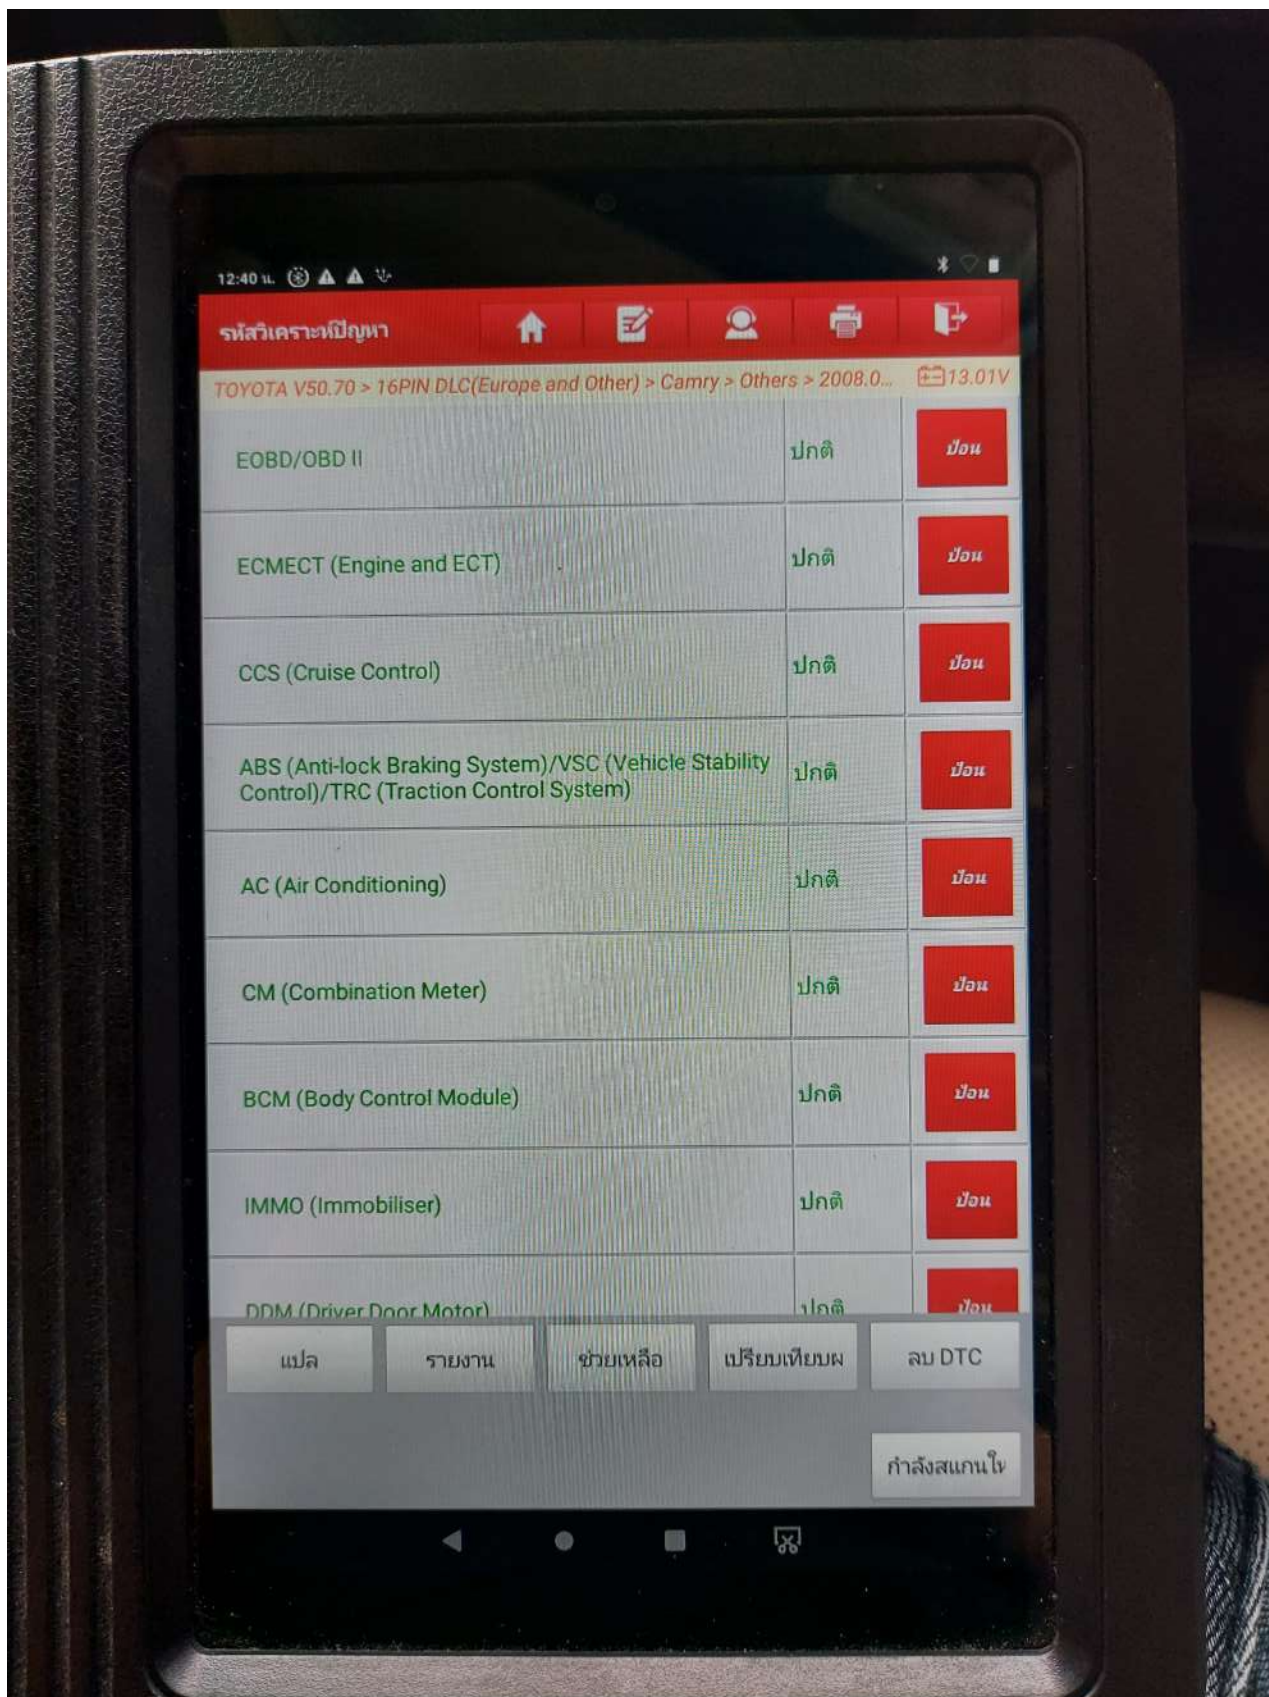 12:40 น.
รหัสวิเคราะห์ปัญหา
TOYOTA V50.70 > 16PIN DLC(Europe and Other) > Camry > Others > 2008.0... 13.01V
EOBD/OBD II ปกติ ป้อน
ECMECT (Engine and ECT) ปกติ ป้อน
CCS (Cruise Control) ปกติ ป้อน
ABS (Anti-lock Braking System)/VSC (Vehicle Stability
Control)/TRC (Traction Control System) ปกติ ป้อน
AC (Air Conditioning) ปกติ ป้อน
CM (Combination Meter) ปกติ ป้อน
BCM (Body Control Module) ปกติ ป้อน
IMMO (Immobiliser) ปกติ ป้อน
DDM (Driver Door Motor) ปกติ ป้อน
แปล รายงาน ช่วยเหลือ เปรียบเทียบผ ลบ DTC
กำลังสแกนให